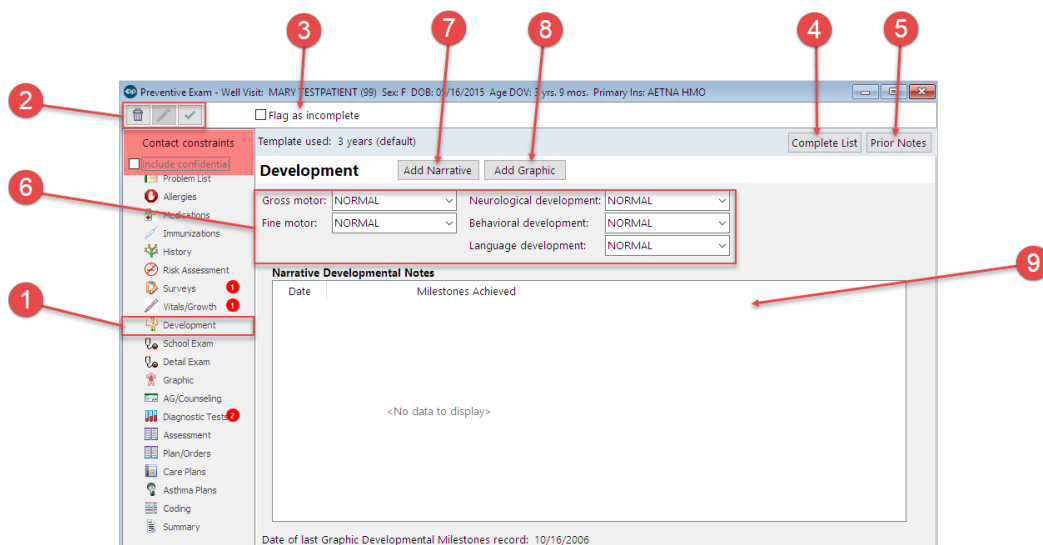 7
8
3
4
5
Preventive Exam - Well Visit: MARY TESTPATIENT (99) Sex: F DOB: 05/16/2015 Age DOV: 3 yrs. 9 mos. Primary Ins: AETNA HMO
2
Flag as incomplete
Contact constraints
Template used: 3 years (default)
Complete List
Prior Notes
Include confidential
Development
Add Narrative
Add Graphic
Problem List
6
Allergies
Gross motor: NORMAL
Neurological development: NORMAL
Medications
Fine motor: NORMAL
Behavioral development: NORMAL
Immunizations
Language development: NORMAL
History
Risk Assessment
Narrative Developmental Notes
9
Surveys 1
Date
Milestones Achieved
1
Vitals/Growth 1
Development
School Exam
Detail Exam
Graphic
AG/Counseling
Diagnostic Tests 2
<No data to display>
Assessment
Plan/Orders
Care Plans
Asthma Plans
Coding
Summary
Date of last Graphic Developmental Milestones record: 10/16/2006